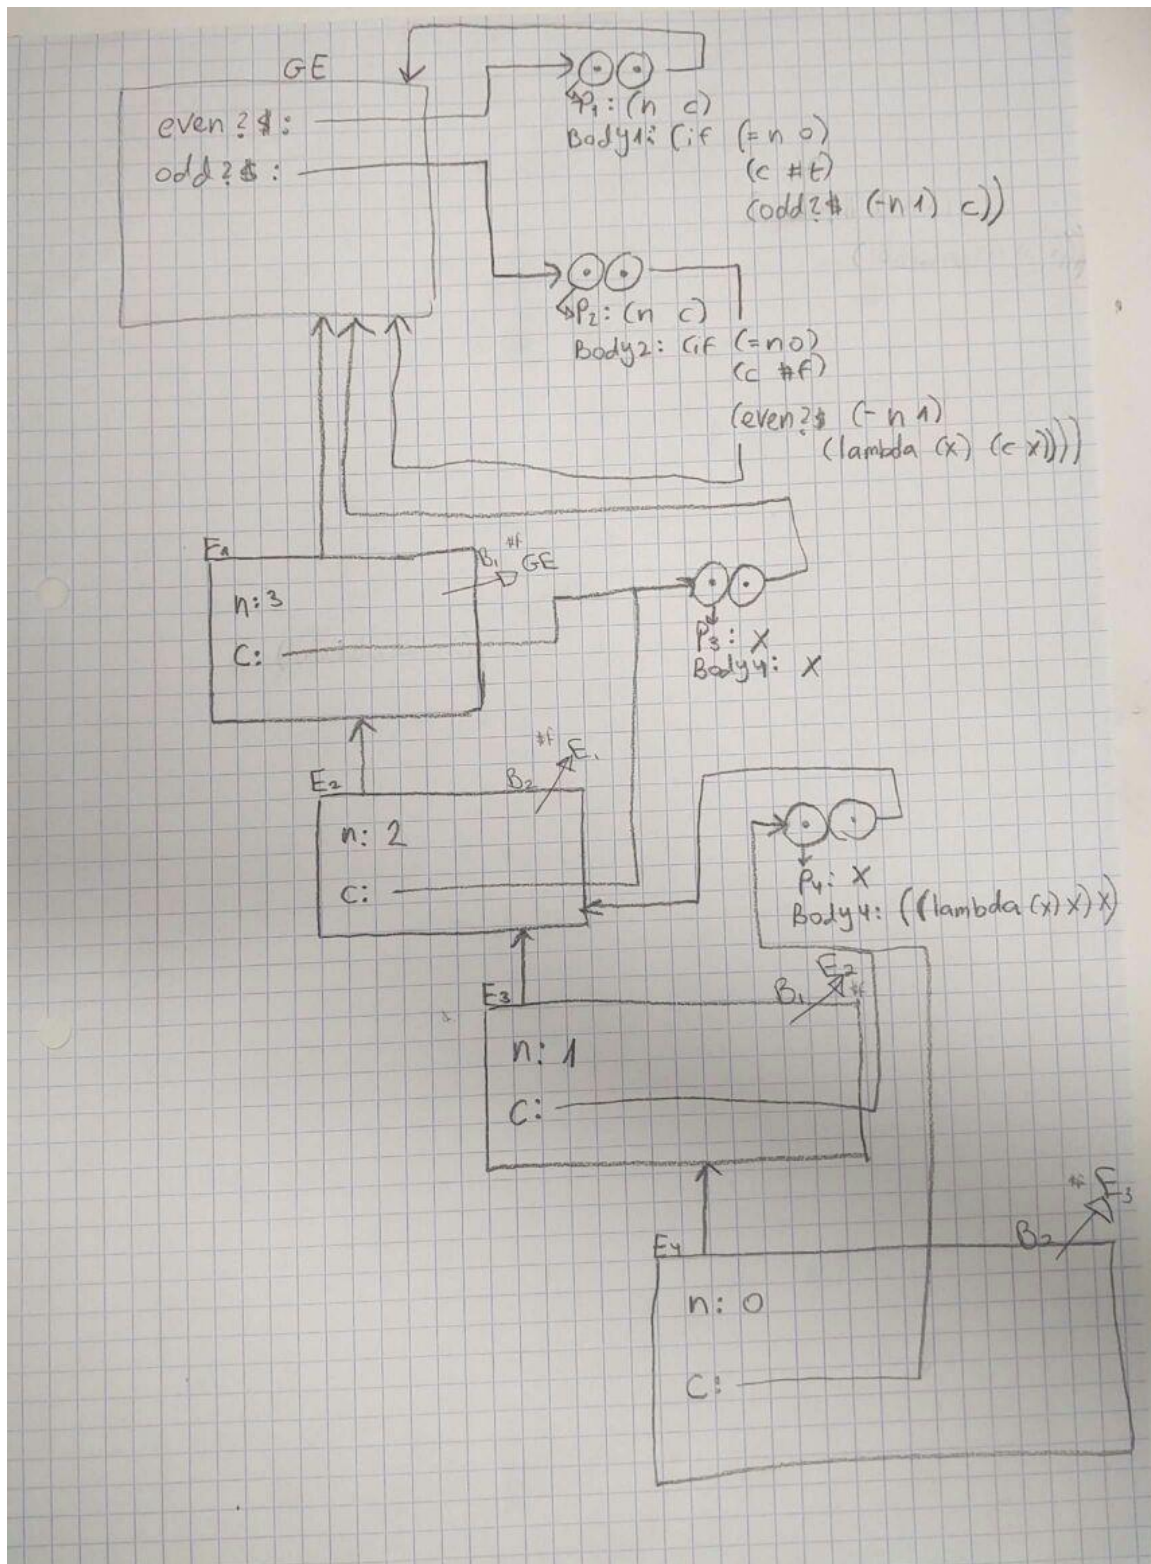 GE
even?$:
odd?$:
P1: (n c)
Body1: (if (= n 0)
(c #t)
(odd?$ (- n 1) c))
P2: (n c)
Body2: (if (= n 0)
(c #f)
(even?$ (- n 1)
(lambda (x) (c x))))
E1
B1 #f GE
n: 3
C:
P3: X
Body4: X
E2
B2 #f E1
n: 2
C:
P4: X
Body4: ((lambda (x) x) x)
E3
B1 E2 #f
n: 1
C:
E4
B2 E3
n: 0
C: